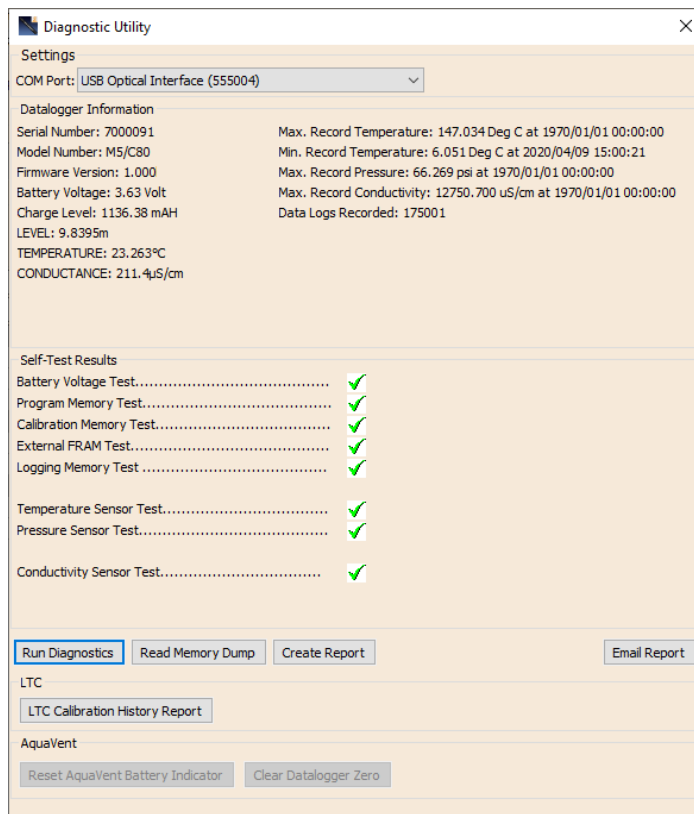 Diagnostic Utility
Settings
COM Port: USB Optical Interface (555004)
Datalogger Information
Serial Number: 7000091
Model Number: M5/C80
Firmware Version: 1.000
Battery Voltage: 3.63 Volt
Charge Level: 1136.38 mAH
LEVEL: 9.8395m
TEMPERATURE: 23.263°C
CONDUCTANCE: 211.4µS/cm
Max. Record Temperature: 147.034 Deg C at 1970/01/01 00:00:00
Min. Record Temperature: 6.051 Deg C at 2020/04/09 15:00:21
Max. Record Pressure: 66.269 psi at 1970/01/01 00:00:00
Max. Record Conductivity: 12750.700 uS/cm at 1970/01/01 00:00:00
Data Logs Recorded: 175001
Self-Test Results
Battery Voltage Test.......................................
Program Memory Test......................................
Calibration Memory Test...................................
External FRAM Test........................................
Logging Memory Test .....................................
Temperature Sensor Test.................................
Pressure Sensor Test......................................
Conductivity Sensor Test................................
Run Diagnostics
Read Memory Dump
Create Report
Email Report
LTC
LTC Calibration History Report
AquaVent
Reset AquaVent Battery Indicator
Clear Datalogger Zero